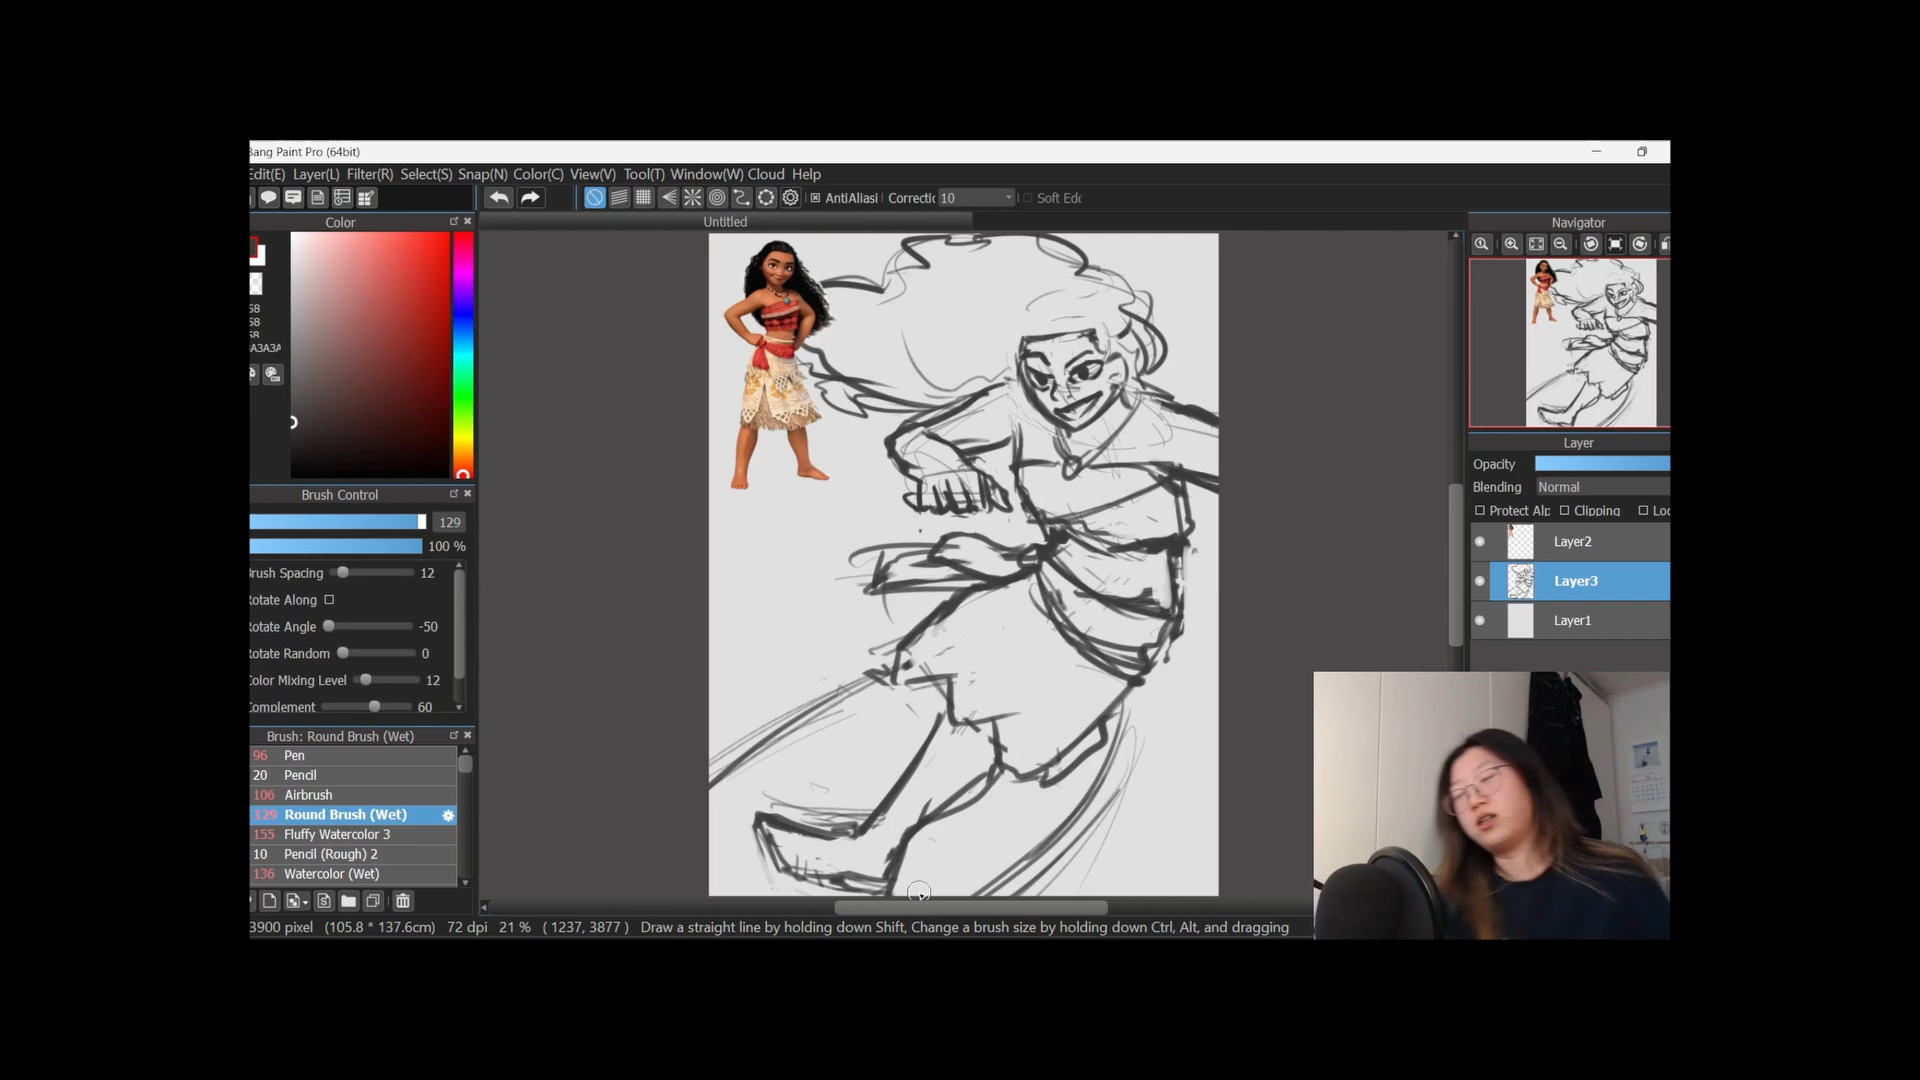 Bang Paint Pro (64bit)
Edit(E) Layer(L) Filter(R) Select(S) Snap(N) Color(C) View(V) Tool(T) Window(W) Cloud Help
AntiAliasi Correctic 10 Soft Edc
Color
Untitled
Navigator
58
58
A3A3A
Layer
Opacity
Blending Normal
Protect Alp Clipping Loc
Layer2
Layer3
Layer1
Brush Control
129
100 %
Brush Spacing 12
Rotate Along
Rotate Angle -50
Rotate Random 0
Color Mixing Level 12
Complement 60
Brush: Round Brush (Wet)
96 Pen
20 Pencil
106 Airbrush
129 Round Brush (Wet)
155 Fluffy Watercolor 3
10 Pencil (Rough) 2
136 Watercolor (Wet)
3900 pixel (105.8 * 137.6cm) 72 dpi 21 % ( 1237, 3877 ) Draw a straight line by holding down Shift, Change a brush size by holding down Ctrl, Alt, and dragging